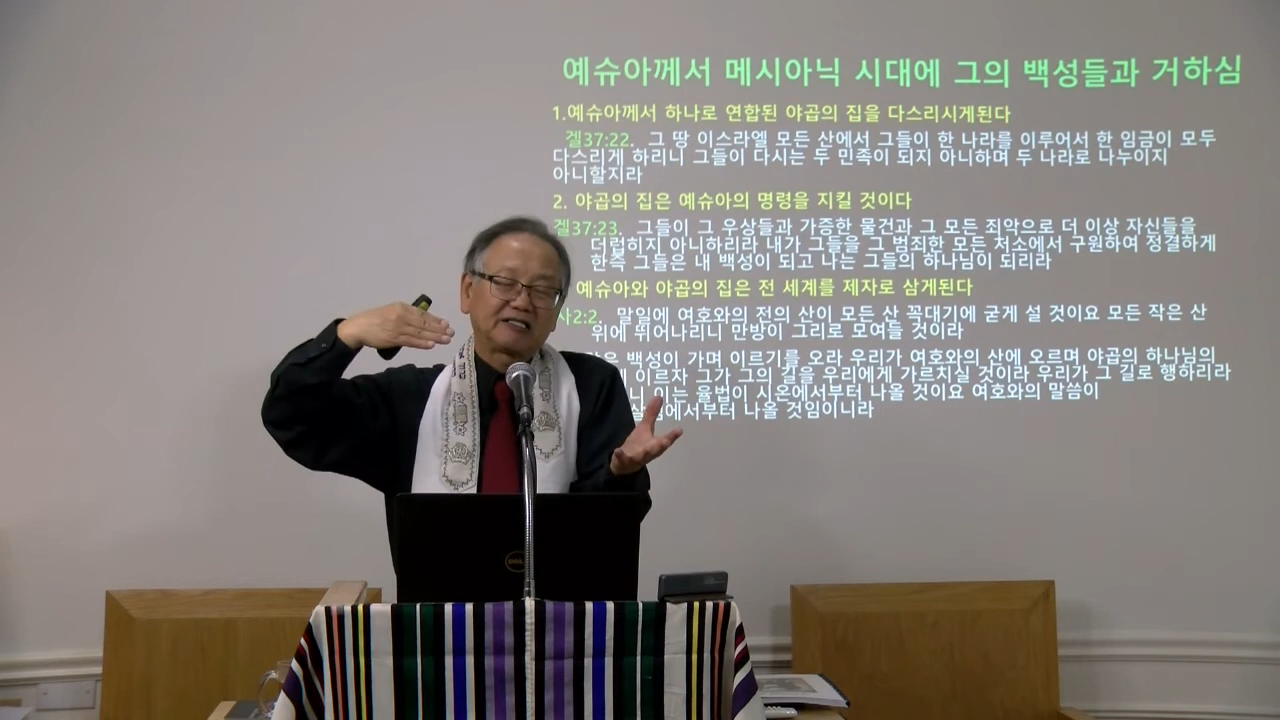 예슈아께서 메시아닉 시대에 그의 백성들과 거하심
1.예슈아께서 하나로 연합된 야곱의 집을 다스리시게된다
겔37:22. 그 땅 이스라엘 모든 산에서 그들이 한 나라를 이루어서 한 임금이 모두
다스리게 하리니 그들이 다시는 두 민족이 되지 아니하며 두 나라로 나누이지
아니할지라
2. 야곱의 집은 예슈아의 명령을 지킬 것이다
겔37:23. 그들이 그 우상들과 가증한 물건과 그 모든 죄악으로 더 이상 자신들을
더럽히지 아니하리라 내가 그들을 그 범죄한 모든 처소에서 구원하여 정결하게
한즉 그들은 내 백성이 되고 나는 그들의 하나님이 되리라
예슈아와 야곱의 집은 전 세계를 제자로 삼게된다
사2:2. 말일에 여호와의 전의 산이 모든 산 꼭대기에 굳게 설 것이요 모든 작은 산
위에 뛰어나리니 만방이 그리로 모여들 것이라
백성이 가며 이르기를 오라 우리가 여호와의 산에 오르며 야곱의 하나님의
이르자 그가 그의 길을 우리에게 가르치실 것이라 우리가 그 길로 행하리라
이는 율법이 시온에서부터 나올 것이요 여호와의 말씀이
나올 것임이니라
DELL